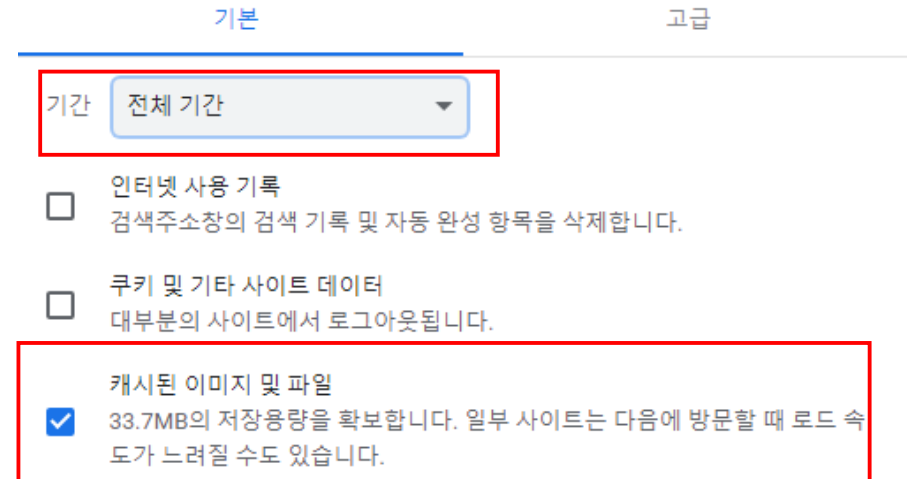 기본 고급
기간 전체 기간
인터넷 사용 기록
검색주소창의 검색 기록 및 자동 완성 항목을 삭제합니다.
쿠키 및 기타 사이트 데이터
대부분의 사이트에서 로그아웃됩니다.
캐시된 이미지 및 파일
33.7MB의 저장용량을 확보합니다. 일부 사이트는 다음에 방문할 때 로드 속
도가 느려질 수도 있습니다.